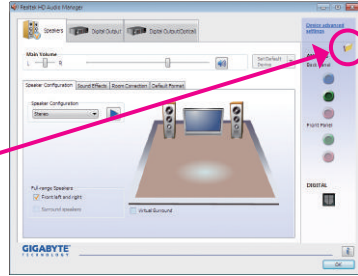 Realtek HD Audio Manager
Speakers
Digital Output
Digital Output(Optical)
Device advanced
settings
Main Volume
L
R
Set Default
Device
Speaker Configuration
Sound Effects
Room Correction
Default Format
Speaker Configuration
Stereo
Back Panel
Front Panel
DIGITAL
Full-range Speakers
Front left and right
Surround speakers
Virtual Surround
GIGABYTE
TECHNOLOGY
OK